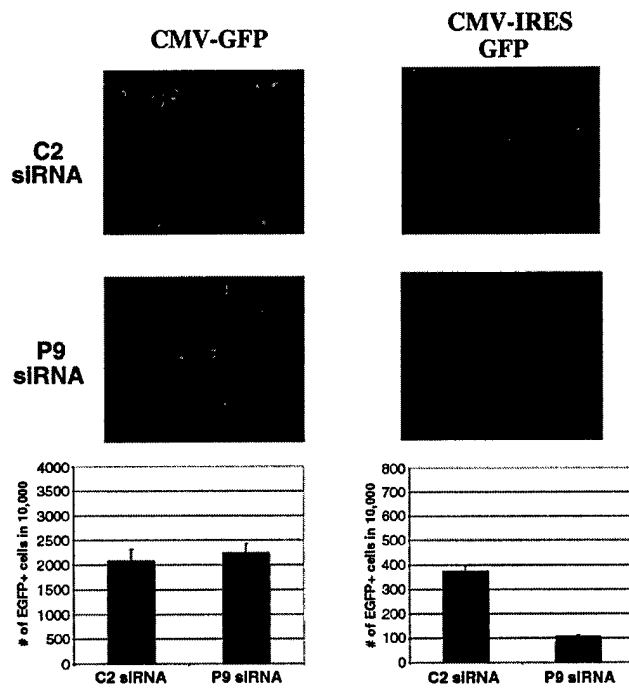 CMV-GFP
CMV-IRES
GFP
C2
siRNA
P9
siRNA
# of EGFP+ cells in 10,000
4000
3500
3000
2500
2000
1500
1000
500
0
C2 siRNA
P9 siRNA
# of EGFP+ cells in 10,000
800
700
600
500
400
300
200
100
0
C2 siRNA
P9 siRNA